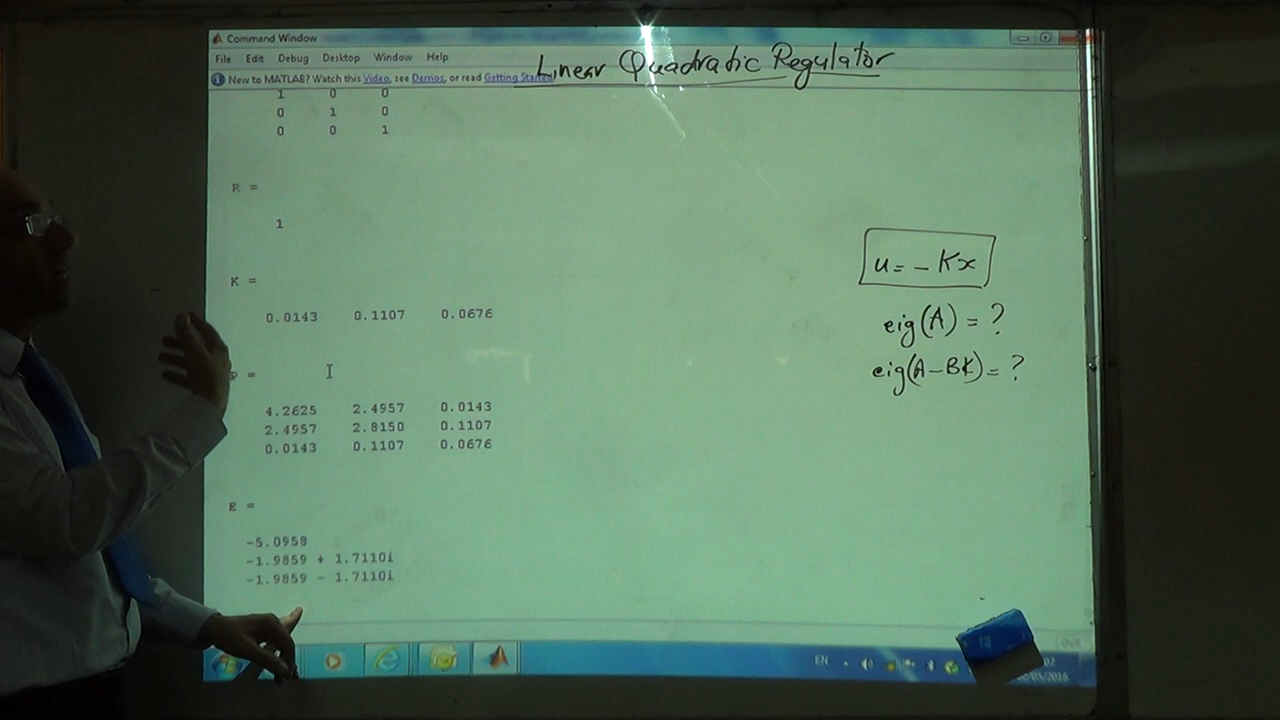 Command Window
File Edit Debug Desktop Window Help
Linear Quadratic Regulator
New to MATLAB? Watch this Video, see Demos, or read Getting Started.
1 0 0
0 1 0
0 0 1
R =
1
K =
0.0143 0.1107 0.0676
P =
4.2625 2.4957 0.0143
2.4957 2.8150 0.1107
0.0143 0.1107 0.0676
E =
-5.0958
-1.9859 + 1.7110i
-1.9859 - 1.7110i
u = - Kx
eig(A) = ?
eig(A-BK) = ?
OVR
EN